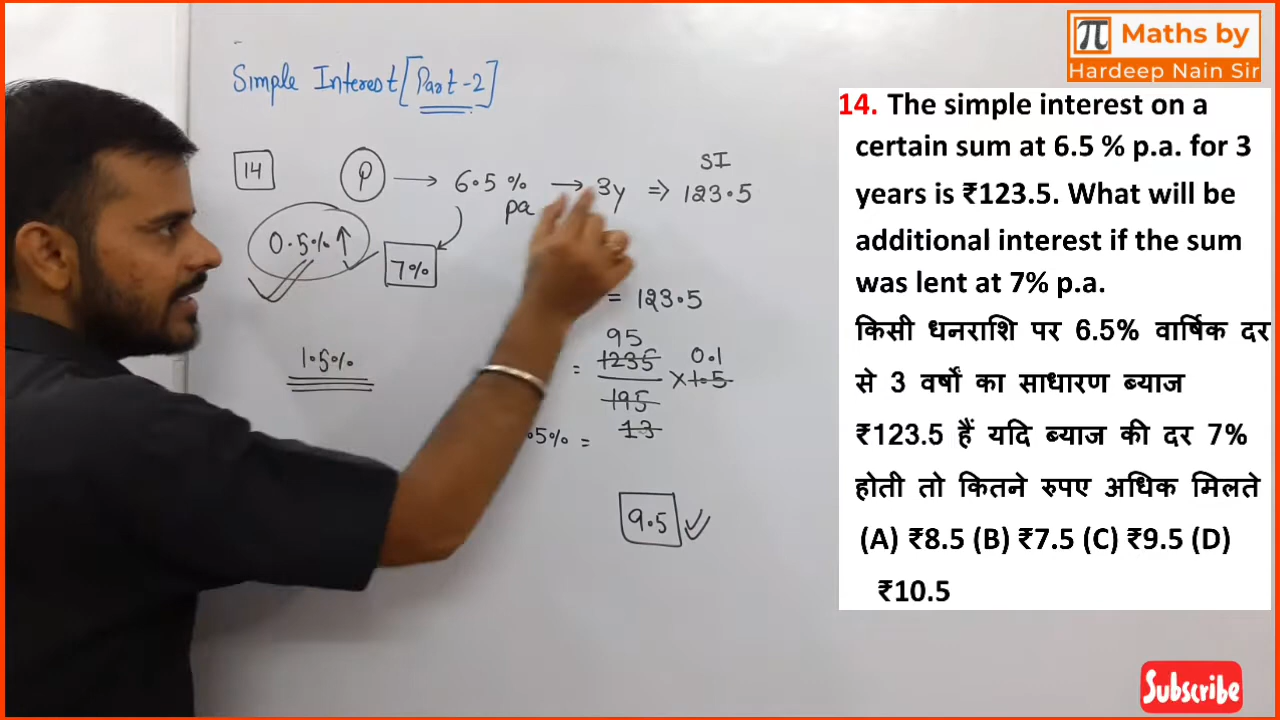 π Maths by
Hardeep Nain Sir
Simple Interest [Part-2]
14 P → 6.5 % pa → 3y ⇒ 123.5
SI
0.5%↑
7%
= 123.5
1.5%
95
= 1235 × 1.5
0.1
195
13
.5% =
9.5
14. The simple interest on a
certain sum at 6.5 % p.a. for 3
years is ₹123.5. What will be
additional interest if the sum
was lent at 7% p.a.
किसी धनराशि पर 6.5% वार्षिक दर
से 3 वर्षों का साधारण ब्याज
₹123.5 हैं यदि ब्याज की दर 7%
होती तो कितने रुपए अधिक मिलते
(A) ₹8.5 (B) ₹7.5 (C) ₹9.5 (D)
₹10.5
Subscribe